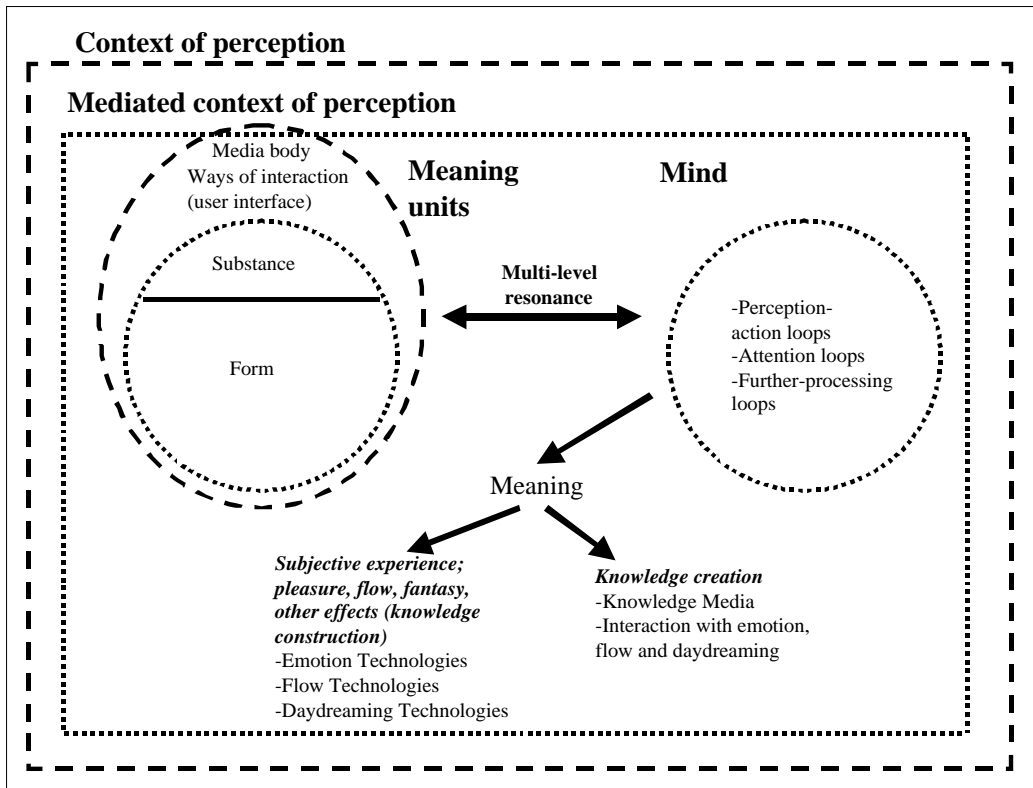 Context of perception
Mediated context of perception
Media body
Ways of interaction
(user interface)
Substance
Form
Meaning
units
Mind
Multi-level
resonance
-Perception-
action loops
-Attention loops
-Further-processing
loops
Meaning
Subjective experience;
pleasure, flow, fantasy,
other effects (knowledge
construction)
-Emotion Technologies
-Flow Technologies
-Daydreaming Technologies
Knowledge creation
-Knowledge Media
-Interaction with emotion,
flow and daydreaming